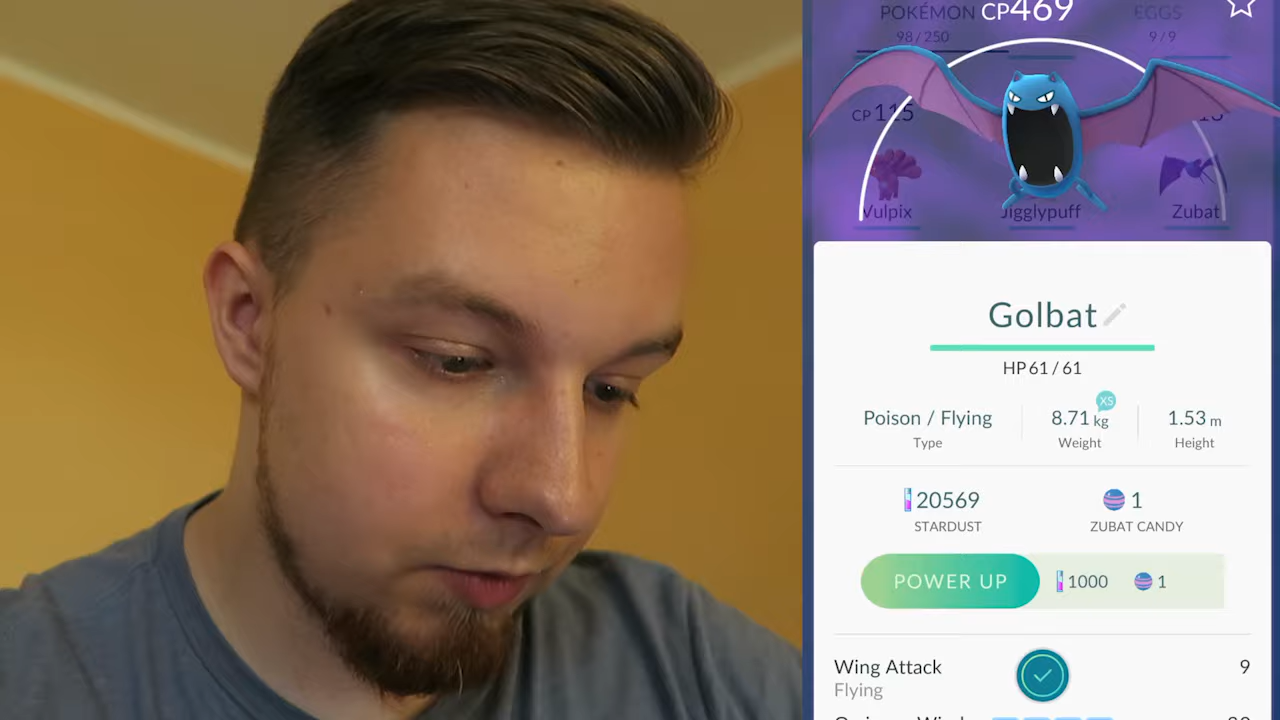 POKÉMON CP469 EGGS
98 / 250 9 / 9
CP 115
Vulpix Jigglypuff Zubat
Golbat
HP 61 / 61
XS
Poison / Flying 8.71 kg 1.53 m
Type Weight Height
20569 1
STARDUST ZUBAT CANDY
POWER UP 1000 1
Wing Attack 9
Flying